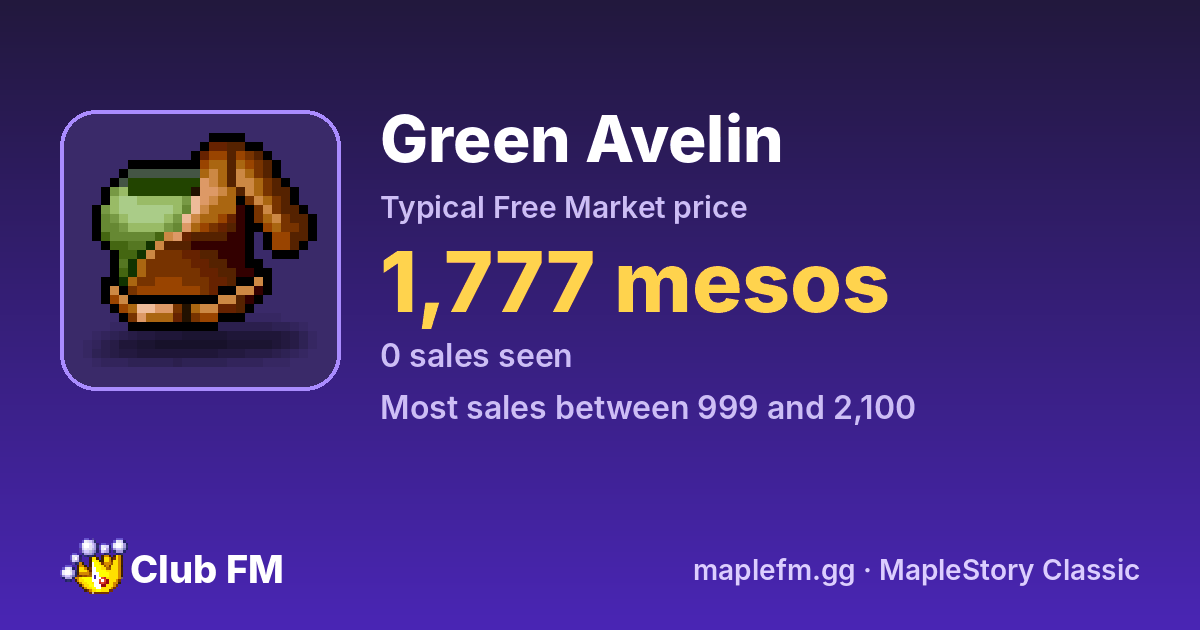 Green Avelin
Typical Free Market price
1,777 mesos
0 sales seen
Most sales between 999 and 2,100
Club FM
maplefm.gg · MapleStory Classic